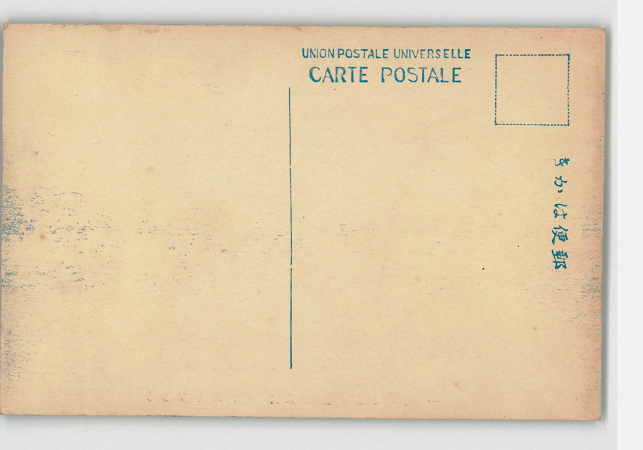 UNION POSTALE UNIVERSELLE
CARTE POSTALE
郵便はかき